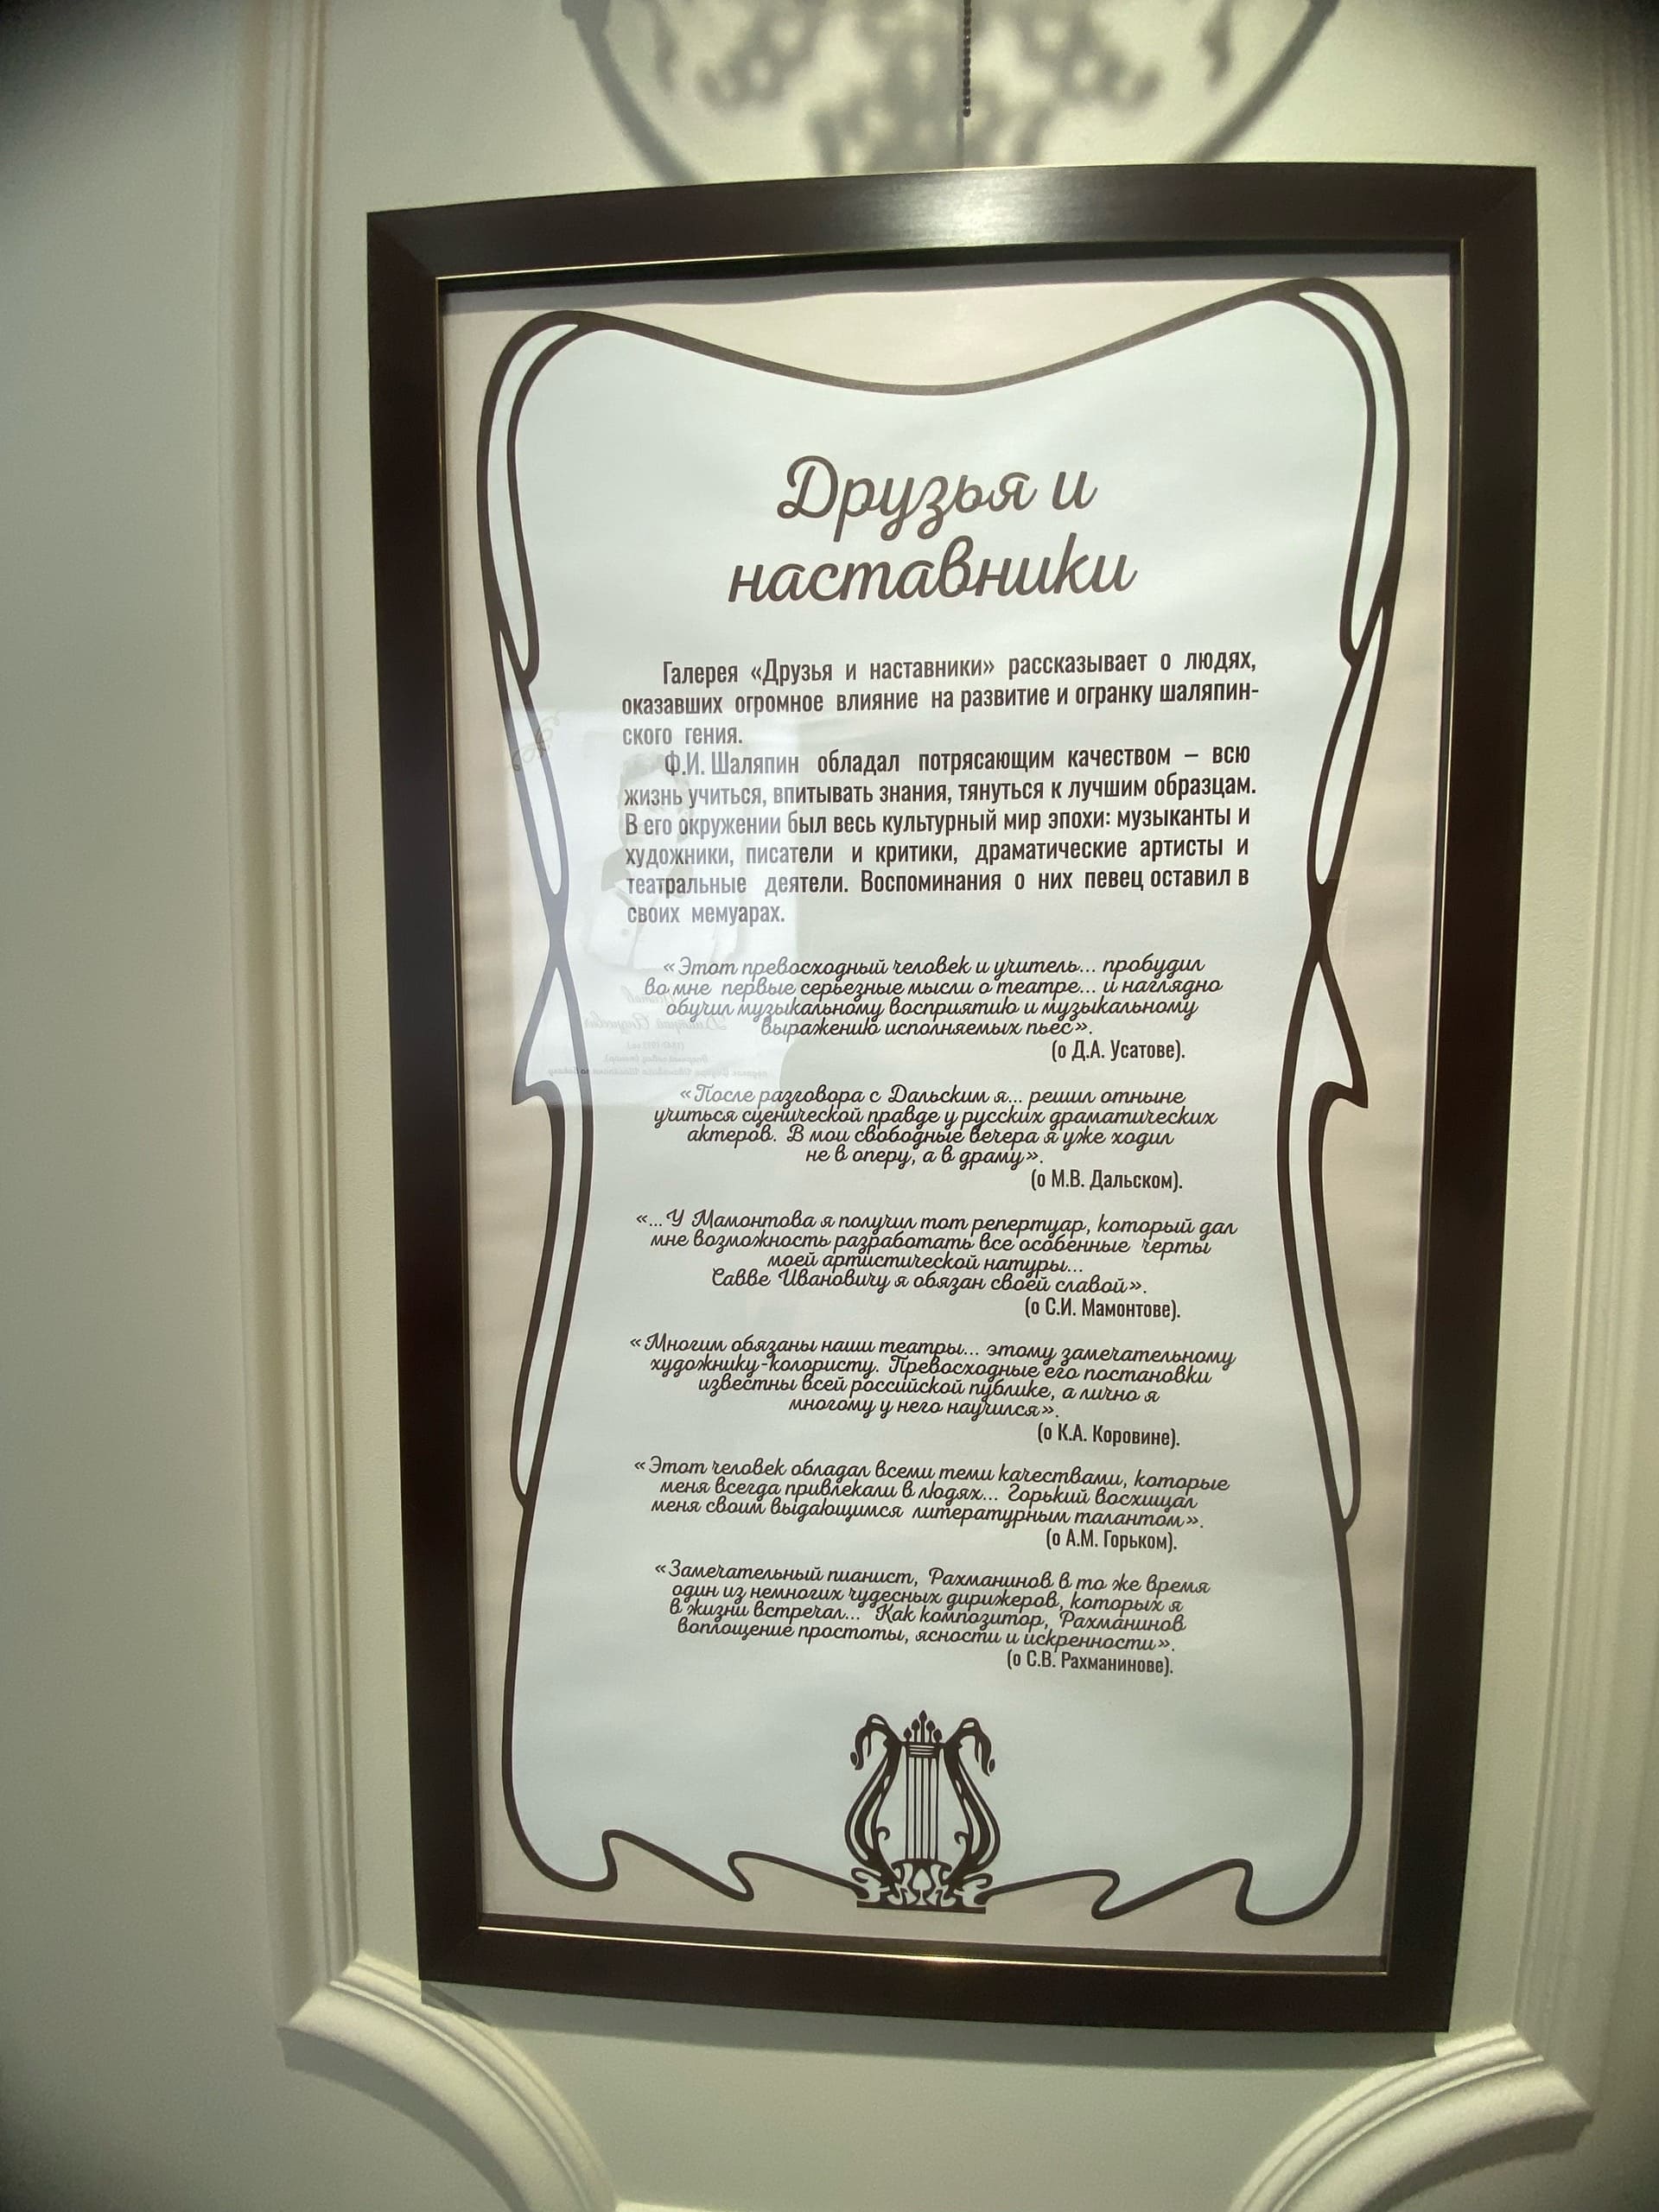 Друзья и
наставники
Галерея «Друзья и наставники» рассказывает о людях,
оказавших огромное влияние на развитие и огранку шаляпин-
ского гения.
Ф.И. Шаляпин обладал потрясающим качеством – всю
жизнь учиться, впитывать знания, тянуться к лучшим образцам.
В его окружении был весь культурный мир эпохи: музыканты и
художники, писатели и критики, драматические артисты и
театральные деятели. Воспоминания о них певец оставил в
своих мемуарах.
«Этот превосходный человек и учитель... пробудил
во мне первые серьезные мысли о театре... и наглядно
обучил музыкальному восприятию и музыкальному
выражению исполняемых пьес».
(о Д.А. Усатове).
«После разговора с Дальским я... решил отныне
учиться сценической правде у русских драматических
актеров. В мои свободные вечера я уже ходил
не в оперу, а в драму».
(о М.В. Дальском).
«...У Мамонтова я получил тот репертуар, который дал
мне возможность разработать все особенные черты
моей артистической натуры...
Савве Ивановичу я обязан своей славой».
(о С.И. Мамонтове).
«Многим обязаны наши театры... этому замечательному
художнику-колористу. Превосходные его постановки
известны всей российской публике, а лично я
многому у него научился».
(о К.А. Коровине).
«Этот человек обладал всеми теми качествами, которые
меня всегда привлекали в людях... Горький восхищал
меня своим выдающимся литературным талантом».
(о А.М. Горьком).
«Замечательный пианист, Рахманинов в то же время
один из немногих чудесных дирижеров, которых я
в жизни встречал... Как композитор, Рахманинов
воплощение простоты, ясности и искренности».
(о С.В. Рахманинове).